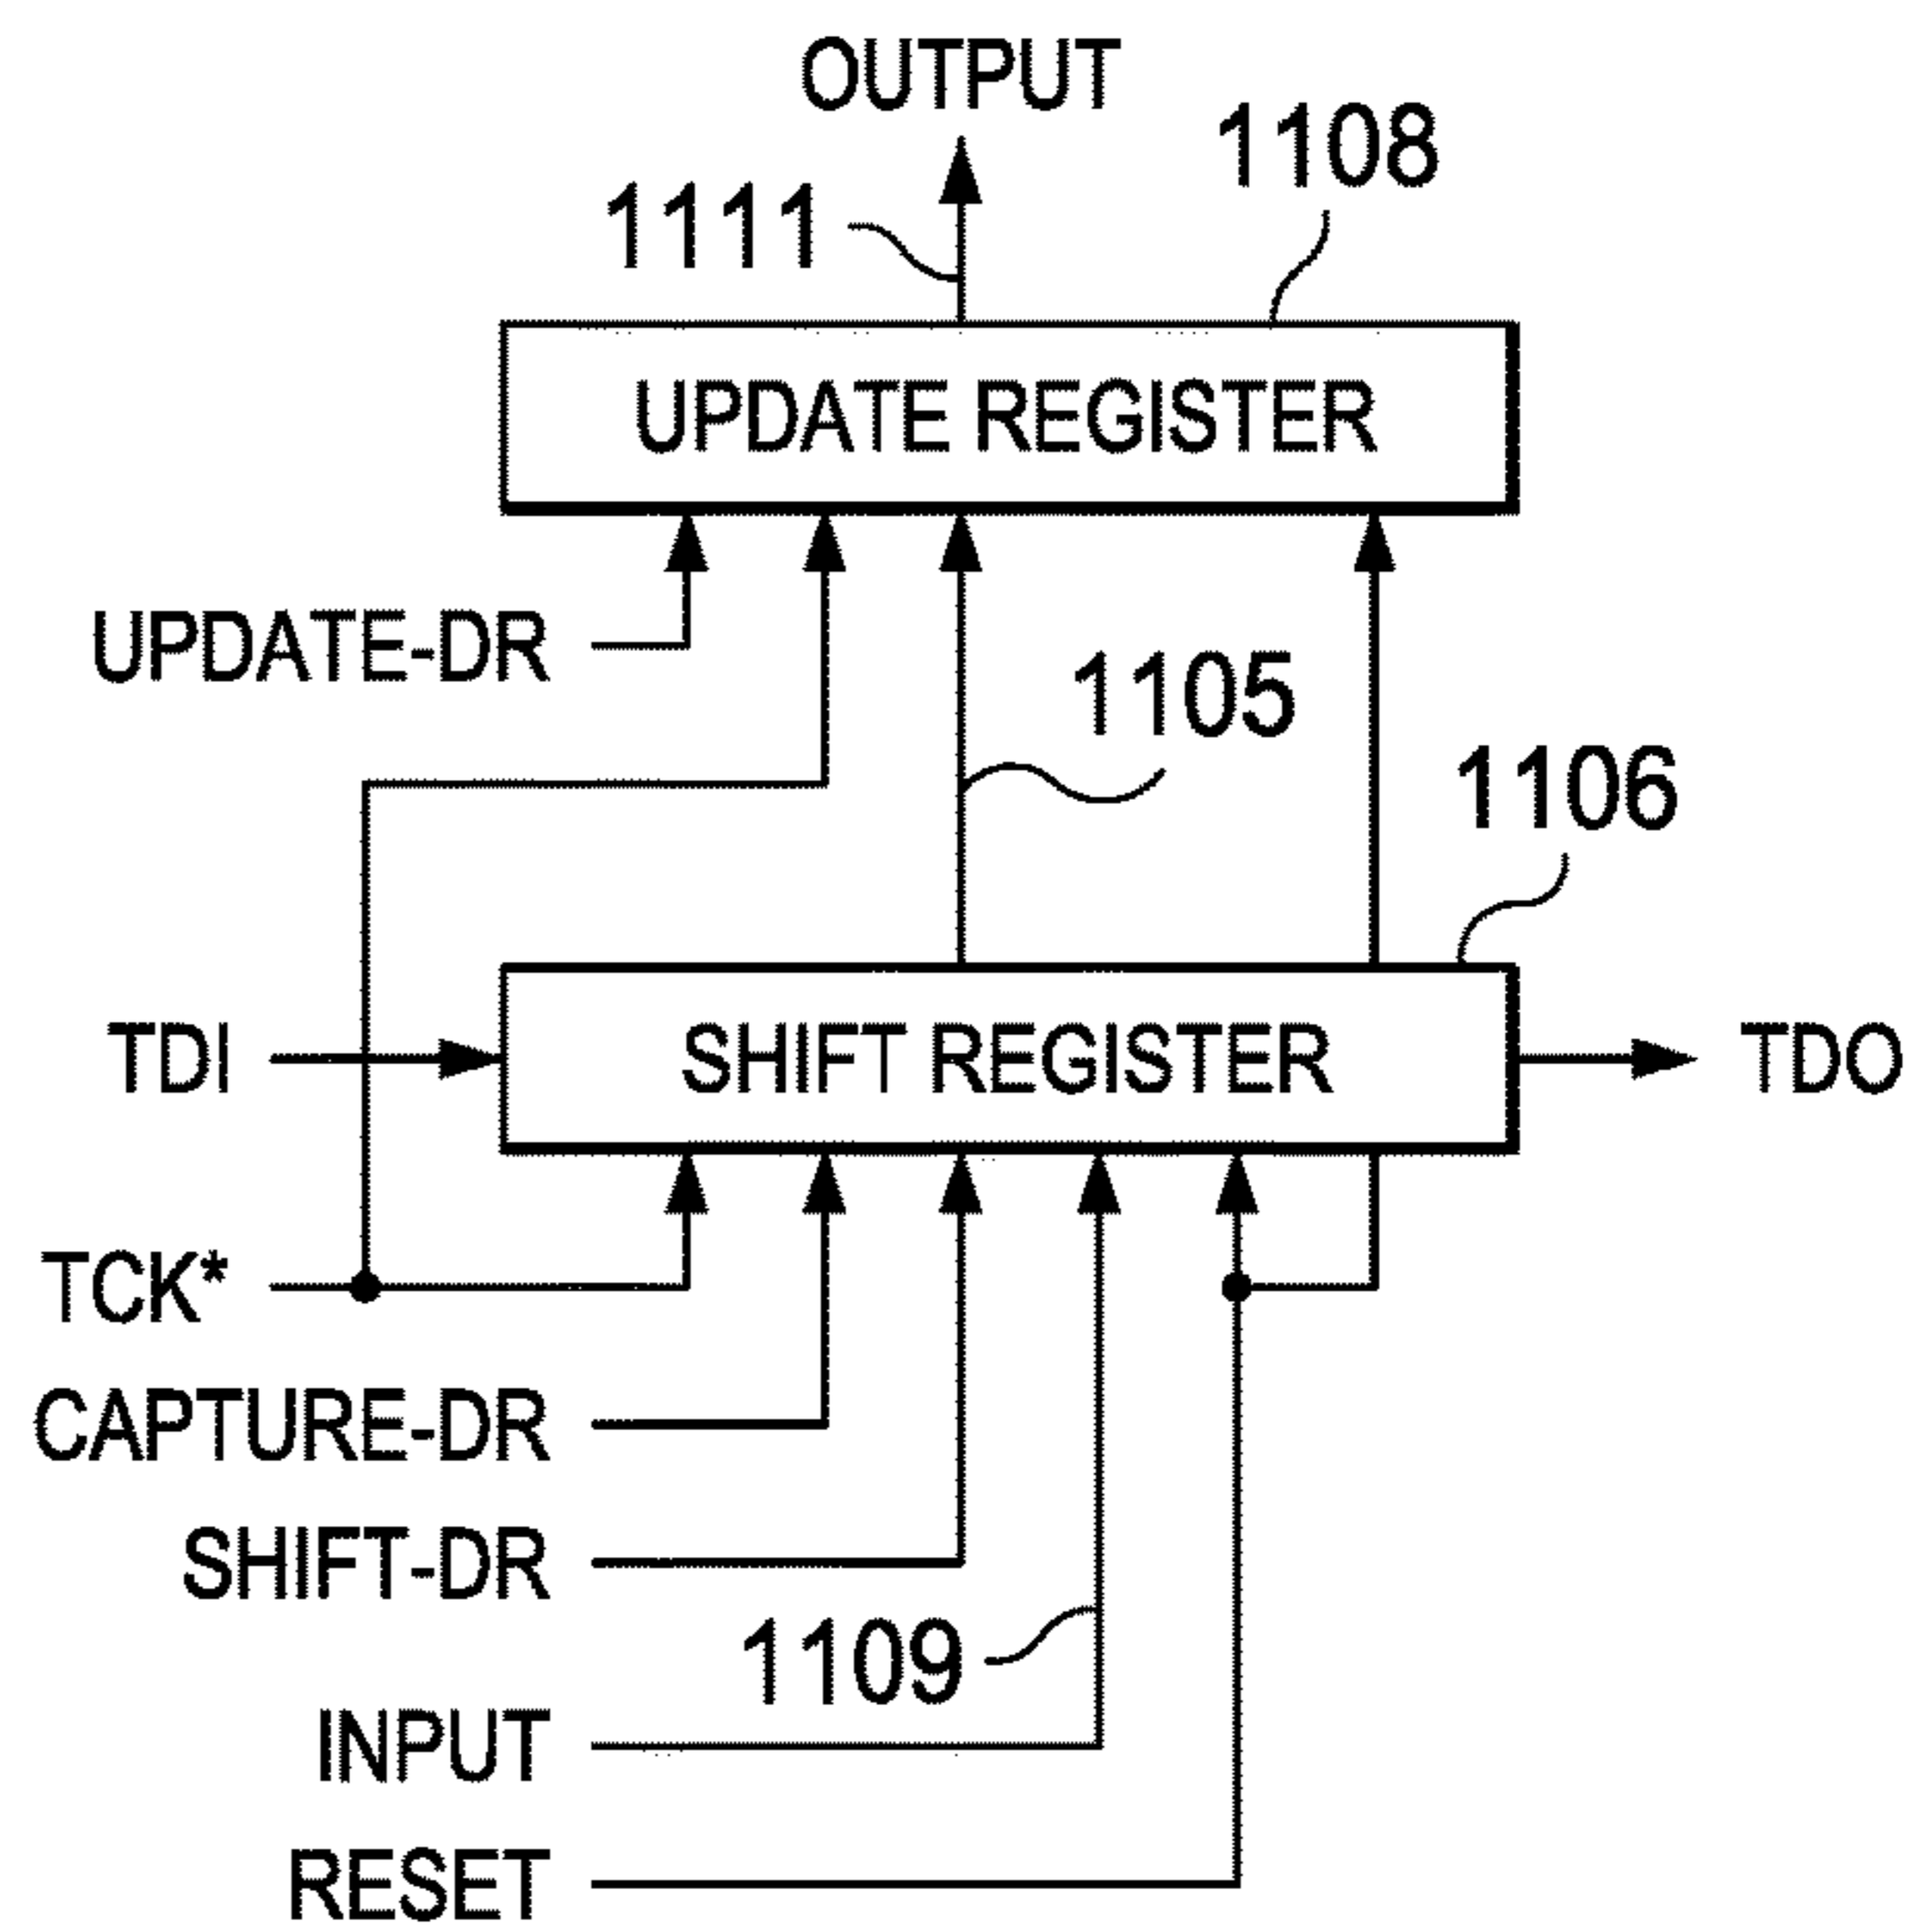 OUTPUT
1108
1111
UPDATE REGISTER
UPDATE-DR
1105
1106
TDI
SHIFT REGISTER
TDO
TCK*
CAPTURE-DR
SHIFT-DR
1109
INPUT
RESET